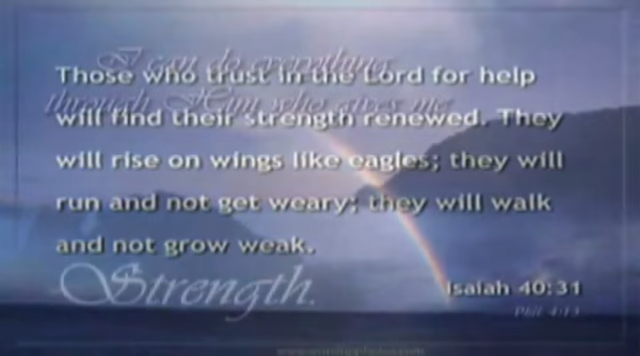 I can do everything
Those who trust in the Lord for help
through Him who gives me
will find their strength renewed. They
will rise on wings like eagles; they will
run and not get weary; they will walk
and not grow weak.
Strength.
Isaiah 40:31
Phil 4:13